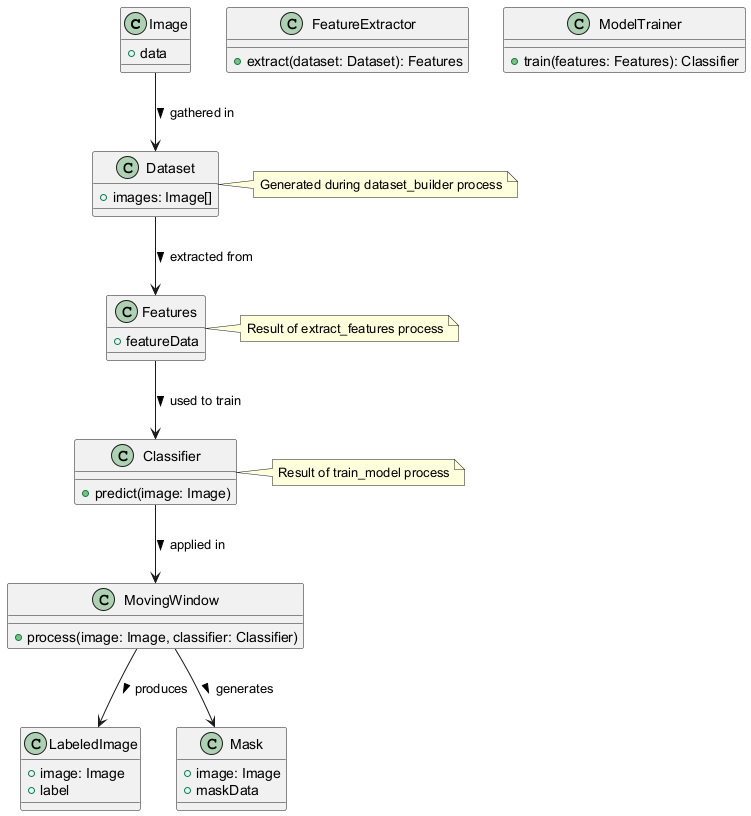 C Image
+ data
C FeatureExtractor
+ extract(dataset: Dataset): Features
C ModelTrainer
+ train(features: Features): Classifier
gathered in
C Dataset
+ images: Image[]
Generated during dataset_builder process
extracted from
C Features
+ featureData
Result of extract_features process
used to train
C Classifier
+ predict(image: Image)
Result of train_model process
applied in
C MovingWindow
+ process(image: Image, classifier: Classifier)
produces
generates
C LabeledImage
+ image: Image
+ label
C Mask
+ image: Image
+ maskData